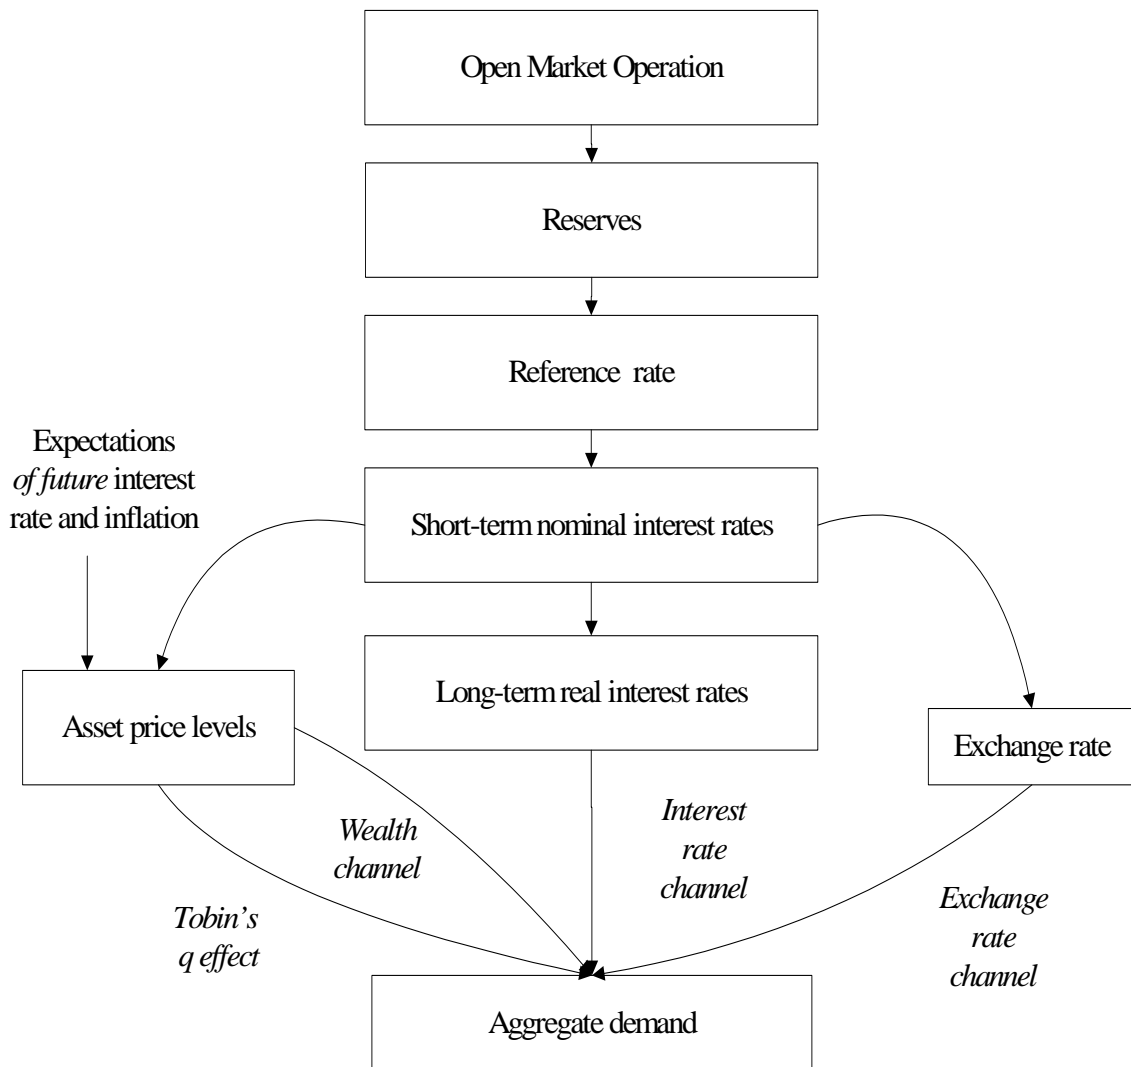 Open Market Operation
Reserves
Reference rate
Expectations
of future interest
rate and inflation
Short-term nominal interest rates
Long-term real interest rates
Asset price levels
Exchange rate
Wealth
channel
Interest
rate
channel
Tobin's
q effect
Exchange
rate
channel
Aggregate demand